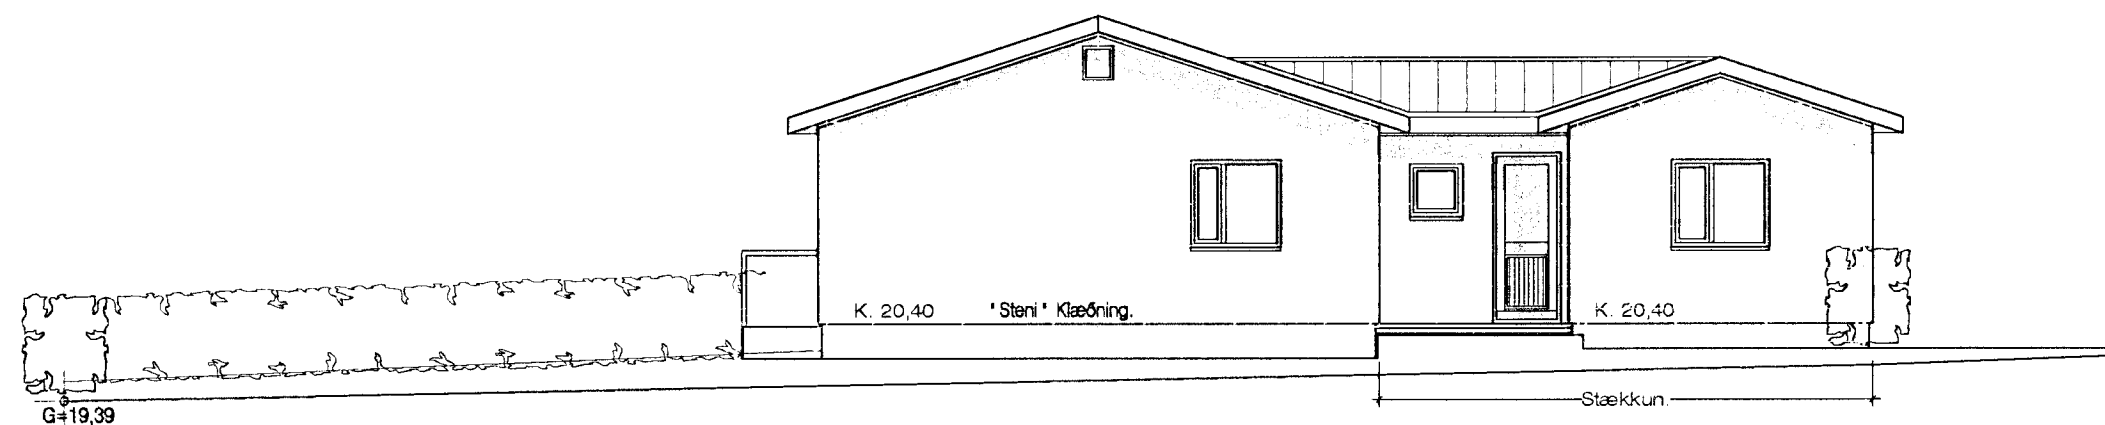 K. 20,40
"Steni" Klæðning.
K. 20,40
Stækkun.
G=19,39